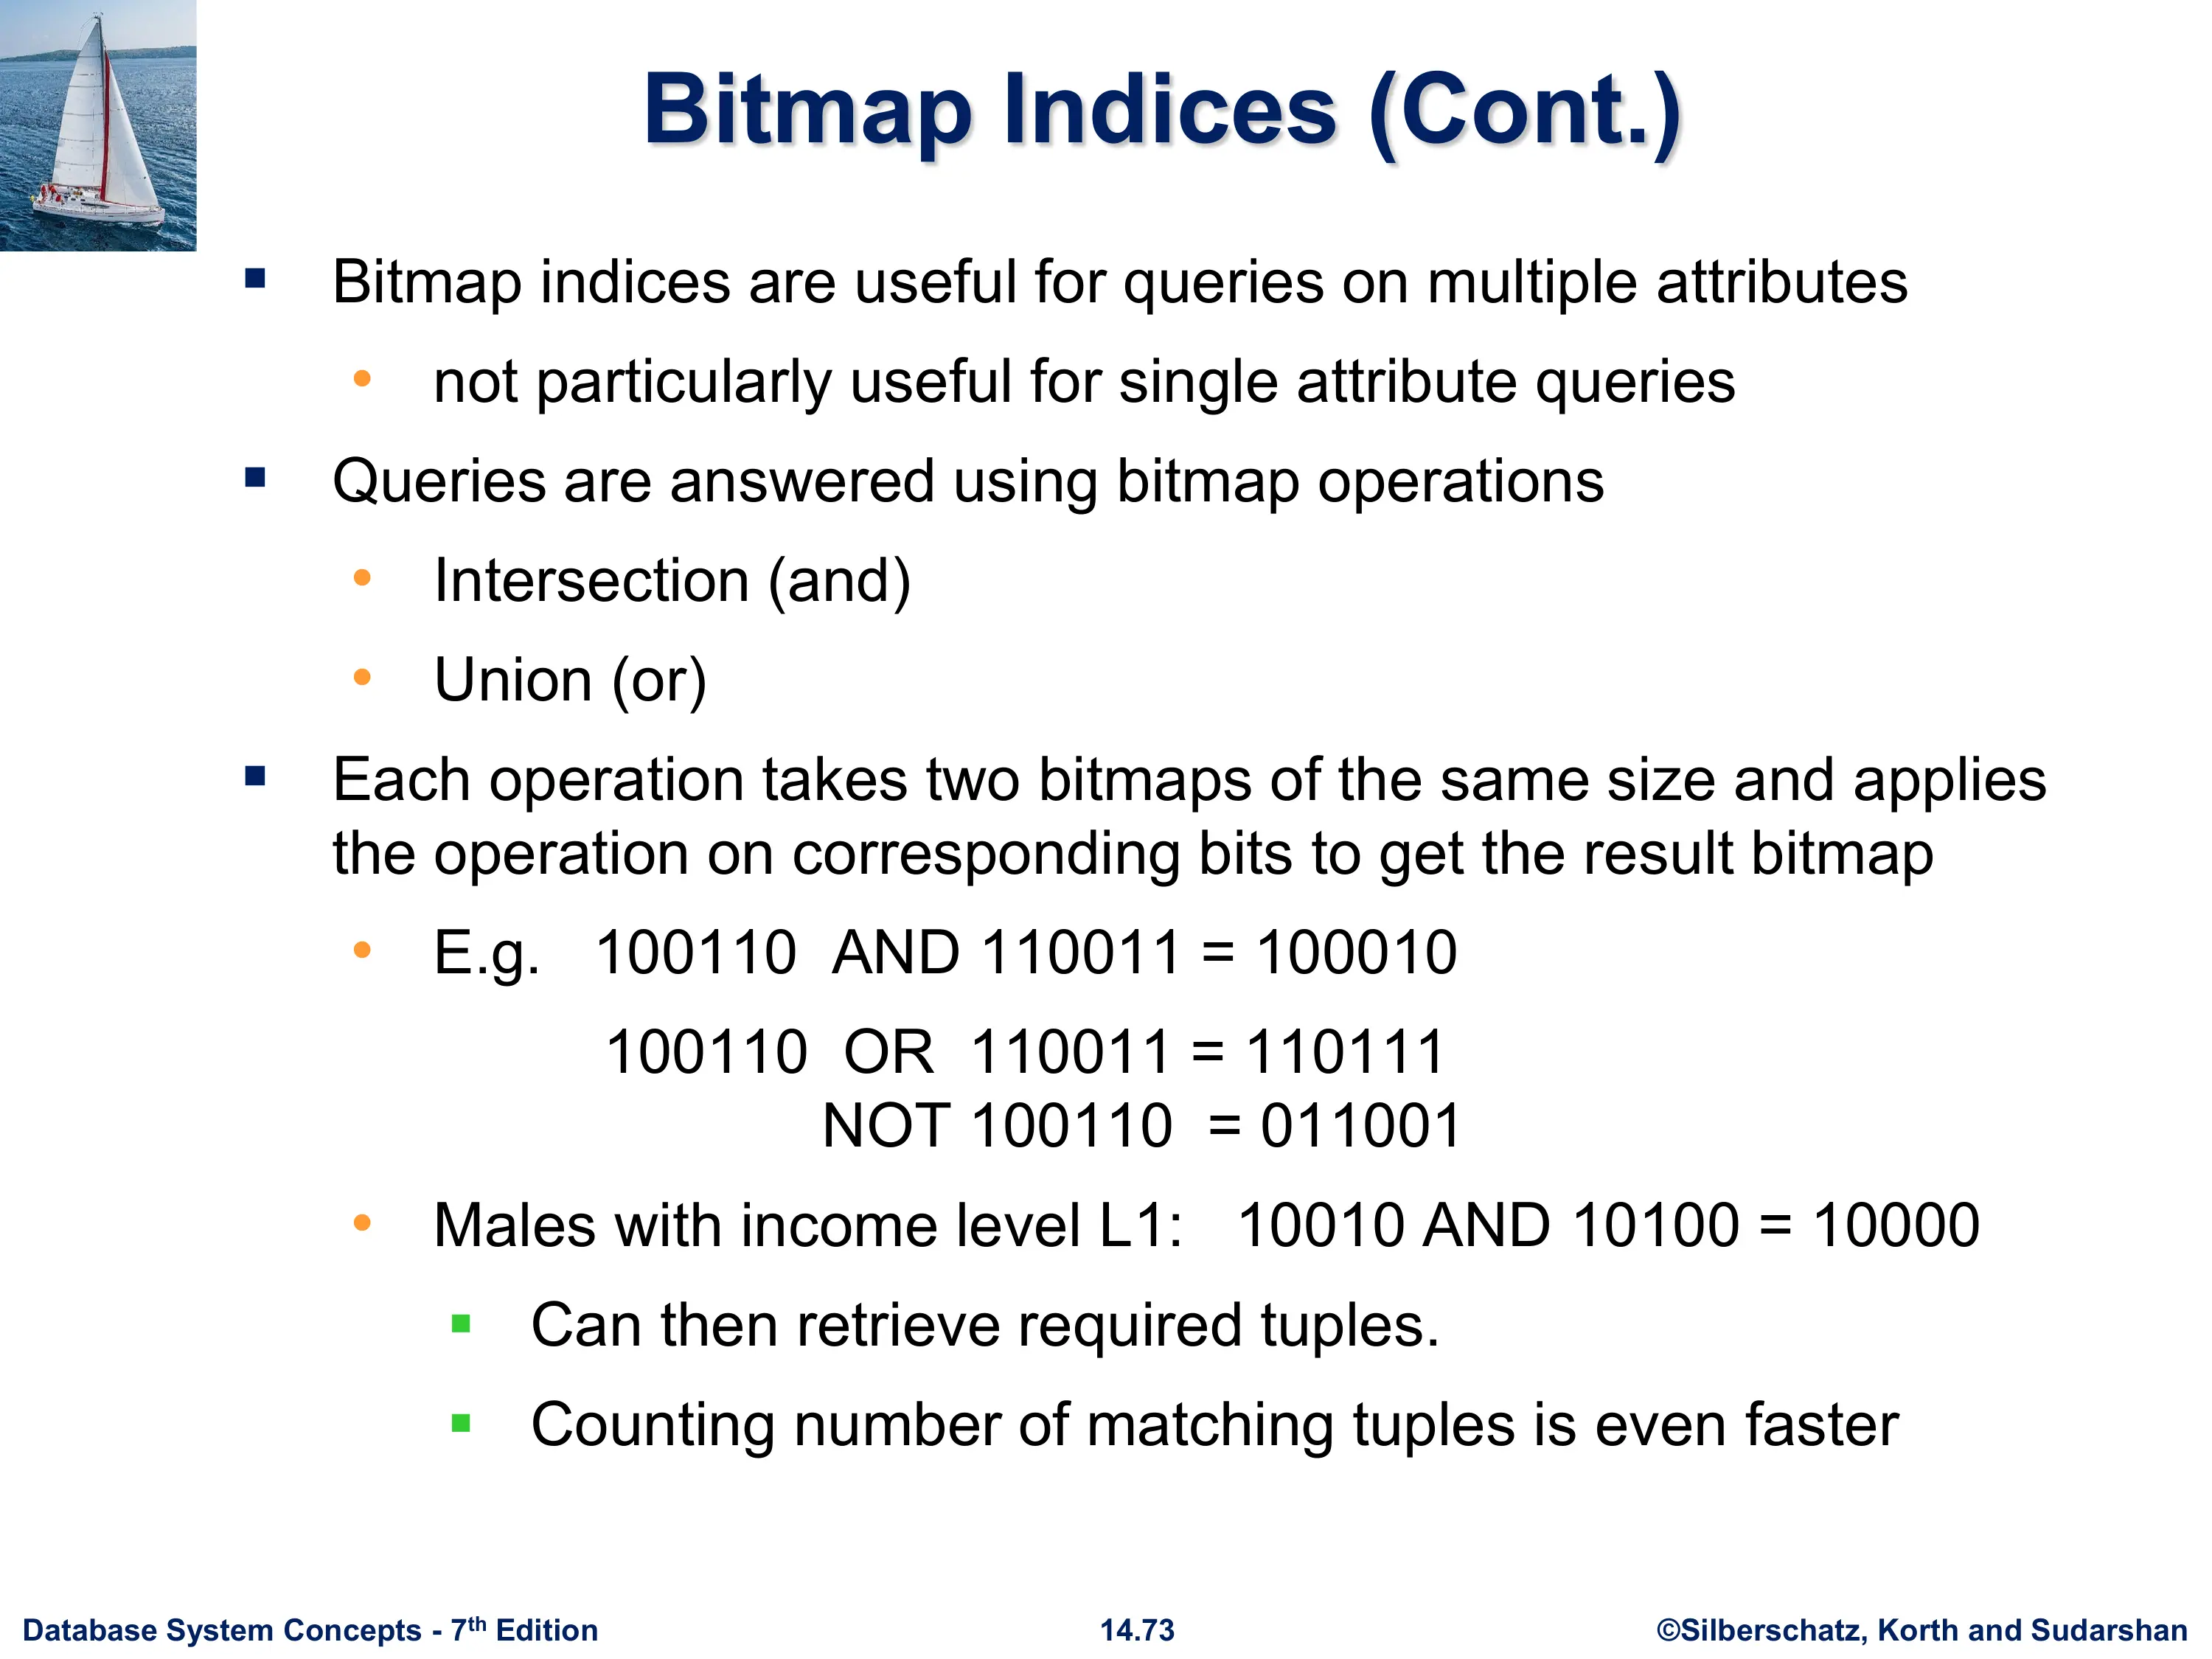 Bitmap Indices (Cont.)
▪ Bitmap indices are useful for queries on multiple attributes
• not particularly useful for single attribute queries
▪ Queries are answered using bitmap operations
• Intersection (and)
• Union (or)
▪ Each operation takes two bitmaps of the same size and applies
the operation on corresponding bits to get the result bitmap
• E.g. 100110 AND 110011 = 100010
100110 OR 110011 = 110111
NOT 100110 = 011001
• Males with income level L1: 10010 AND 10100 = 10000
▪ Can then retrieve required tuples.
▪ Counting number of matching tuples is even faster
Database System Concepts - 7th Edition 14.73 ©Silberschatz, Korth and Sudarshan